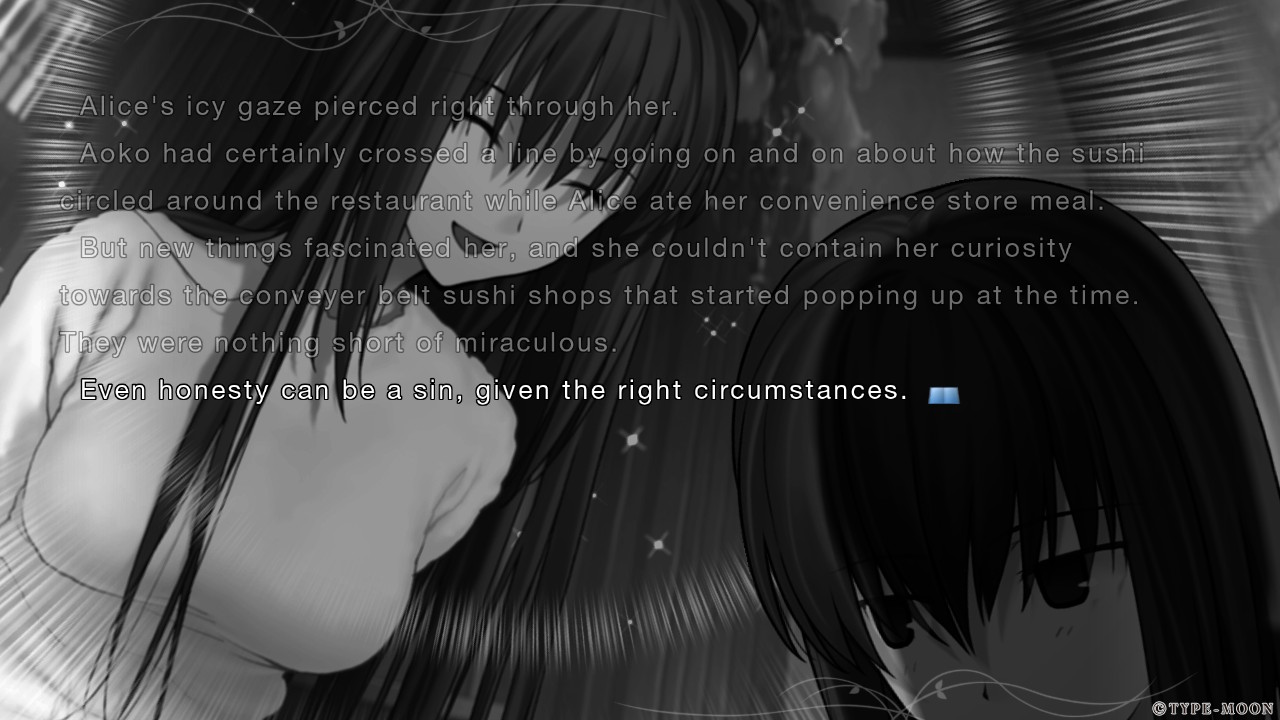 Alice's icy gaze pierced right through her.
Aoko had certainly crossed a line by going on and on about how the sushi
circled around the restaurant while Alice ate her convenience store meal.
But new things fascinated her, and she couldn't contain her curiosity
towards the conveyer belt sushi shops that started popping up at the time.
They were nothing short of miraculous.
Even honesty can be a sin, given the right circumstances.
©TYPE-MOON